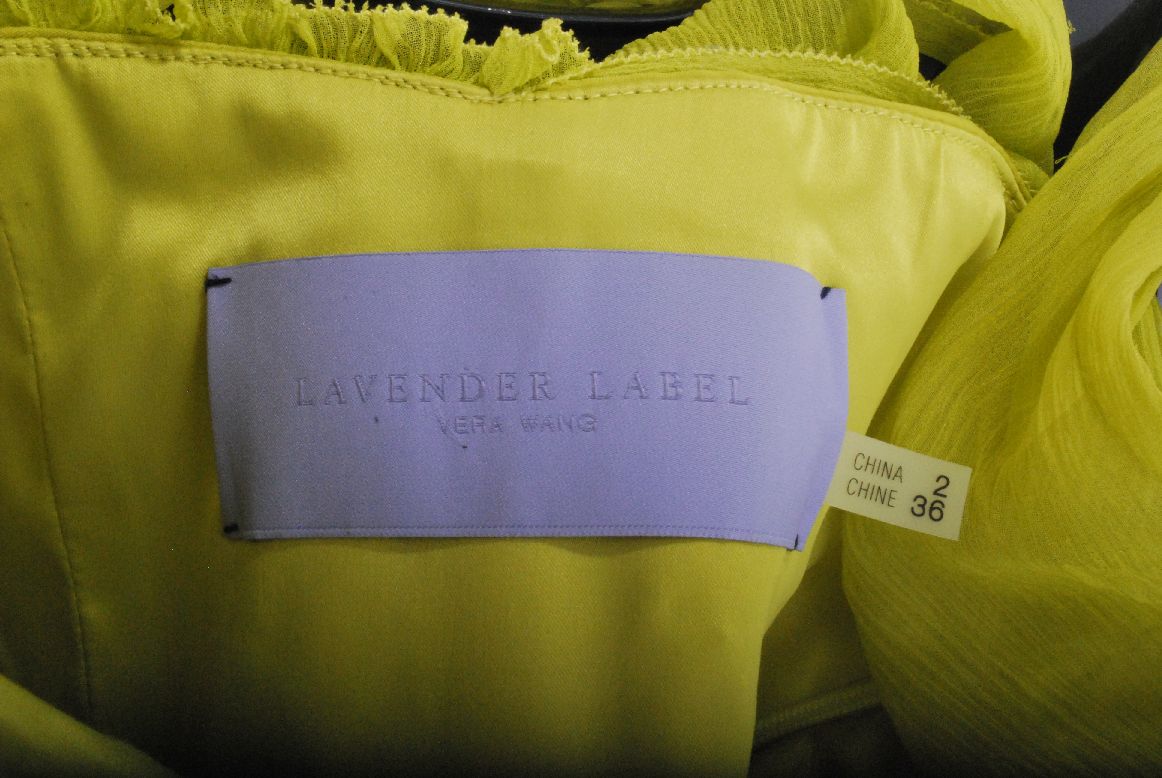 LAVENDER LABEL
VERA WANG
CHINA 2
CHINE 36